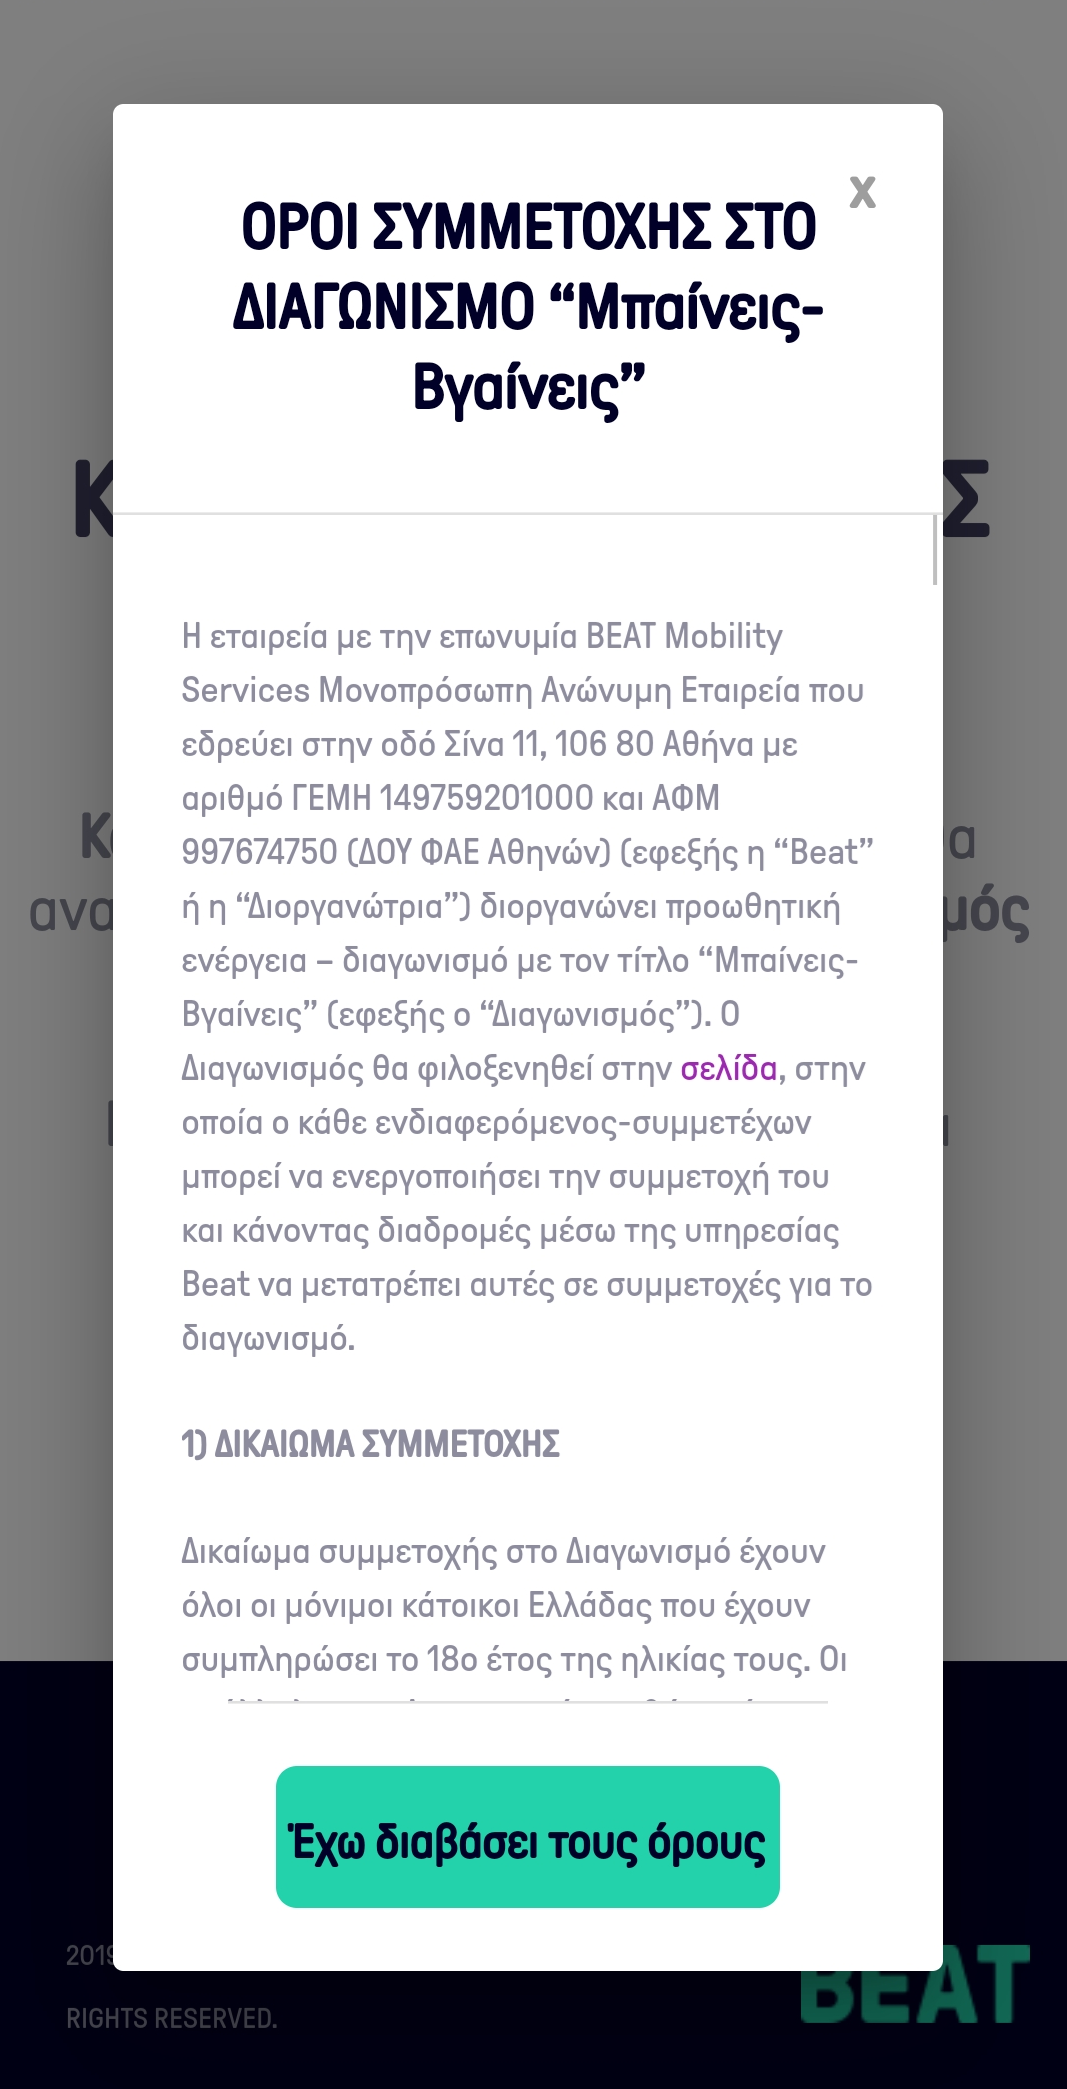 ΟΡΟΙ ΣΥΜΜΕΤΟΧΗΣ ΣΤΟ
ΔΙΑΓΩΝΙΣΜΟ “Μπαίνεις-
Βγαίνεις”
x
Η εταιρεία με την επωνυμία BEAT Mobility
Services Μονοπρόσωπη Ανώνυμη Εταιρεία που
εδρεύει στην οδό Σίνα 11, 106 80 Αθήνα με
αριθμό ΓΕΜΗ 149759201000 και ΑΦΜ
997674750 (ΔΟΥ ΦΑΕ Αθηνών) (εφεξής η “Beat”
ή η “Διοργανώτρια”) διοργανώνει προωθητική
ενέργεια – διαγωνισμό με τον τίτλο “Μπαίνεις-
Βγαίνεις” (εφεξής ο “Διαγωνισμός”). Ο
Διαγωνισμός θα φιλοξενηθεί στην σελίδα, στην
οποία ο κάθε ενδιαφερόμενος-συμμετέχων
μπορεί να ενεργοποιήσει την συμμετοχή του
και κάνοντας διαδρομές μέσω της υπηρεσίας
Beat να μετατρέπει αυτές σε συμμετοχές για το
διαγωνισμό.
1) ΔΙΚΑΙΩΜΑ ΣΥΜΜΕΤΟΧΗΣ
Δικαίωμα συμμετοχής στο Διαγωνισμό έχουν
όλοι οι μόνιμοι κάτοικοι Ελλάδας που έχουν
συμπληρώσει το 18ο έτος της ηλικίας τους. Οι
Έχω διαβάσει τους όρους
2019
RIGHTS RESERVED.
BEAT